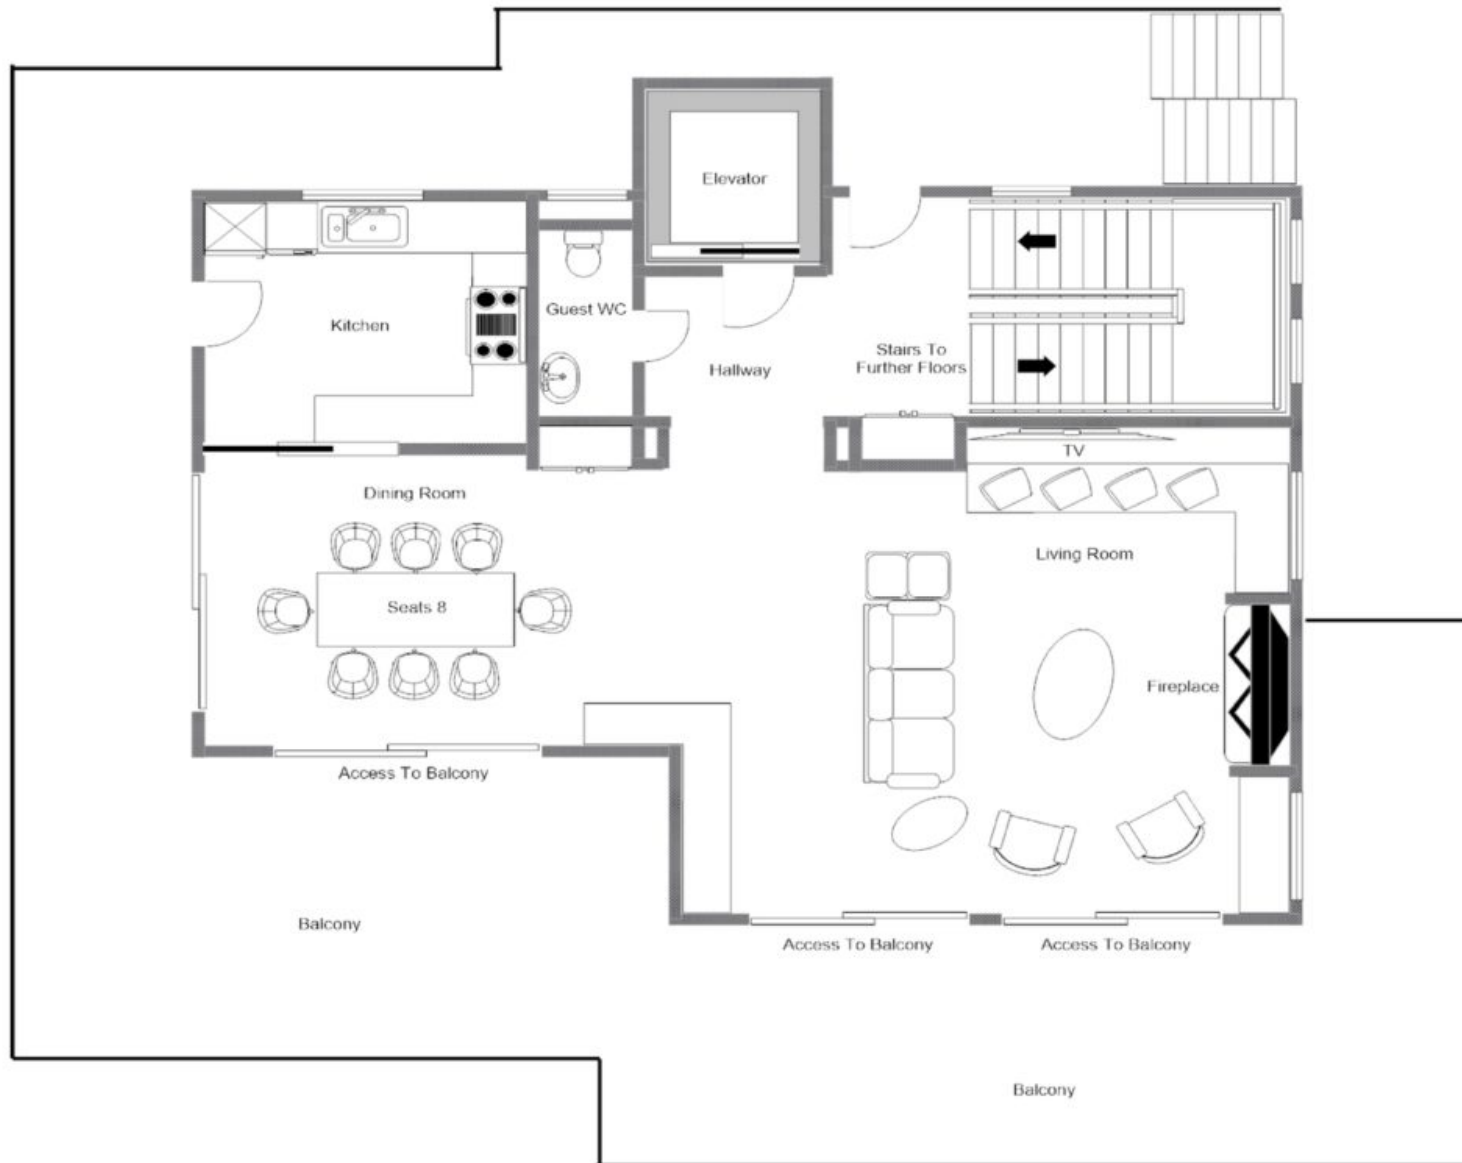 Elevator
Guest WC
Kitchen
Stairs To
Further Floors
Hallway
TV
Dining Room
Living Room
Seats 8
Fireplace
Access To Balcony
Balcony
Access To Balcony
Access To Balcony
Balcony